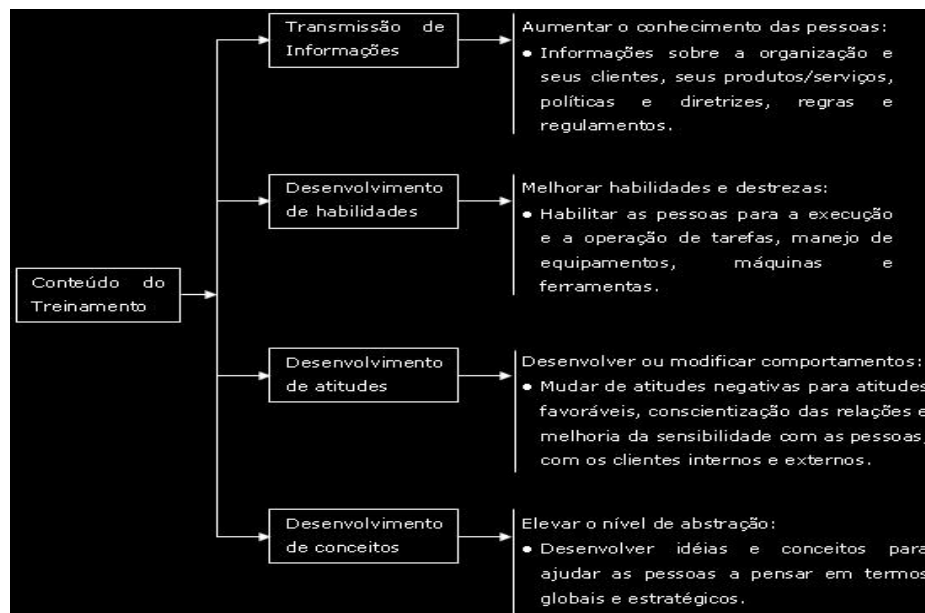 Conteúdo do
Treinamento
Transmissão de
Informações
Aumentar o conhecimento das pessoas:
● Informações sobre a organização e
seus clientes, seus produtos/serviços,
políticas e diretrizes, regras e
regulamentos.
Desenvolvimento
de habilidades
Melhorar habilidades e destrezas:
● Habilitar as pessoas para a execução
e a operação de tarefas, manejo de
equipamentos, máquinas e
ferramentas.
Desenvolvimento
de atitudes
Desenvolver ou modificar comportamentos:
● Mudar de atitudes negativas para atitudes
favoráveis, conscientização das relações e
melhoria da sensibilidade com as pessoas,
com os clientes internos e externos.
Desenvolvimento
de conceitos
Elevar o nível de abstração:
● Desenvolver idéias e conceitos para
ajudar as pessoas a pensar em termos
globais e estratégicos.